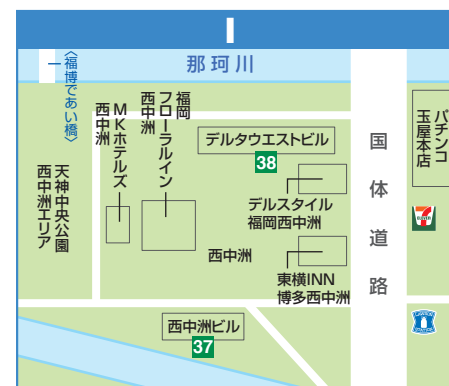 I
那珂川
〈福博であい橋〉
西中洲
MKホテルズ
福岡
フローラルイン
西中洲
デルタウエストビル
38
デルスタイル
福岡西中洲
国体道路
パチンコ
玉屋本店
天神中央公園
西中洲エリア
西中洲
東横INN
博多西中洲
西中洲ビル
37